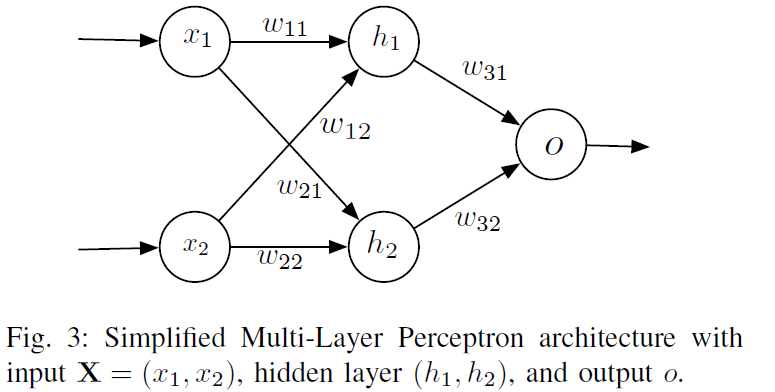 x₁ w₁₁ h₁
w₃₁
w₁₂
o
w₂₁
w₃₂
x₂ w₂₂ h₂
Fig. 3: Simplified Multi-Layer Perceptron architecture with
input X = (x₁, x₂), hidden layer (h₁, h₂), and output o.